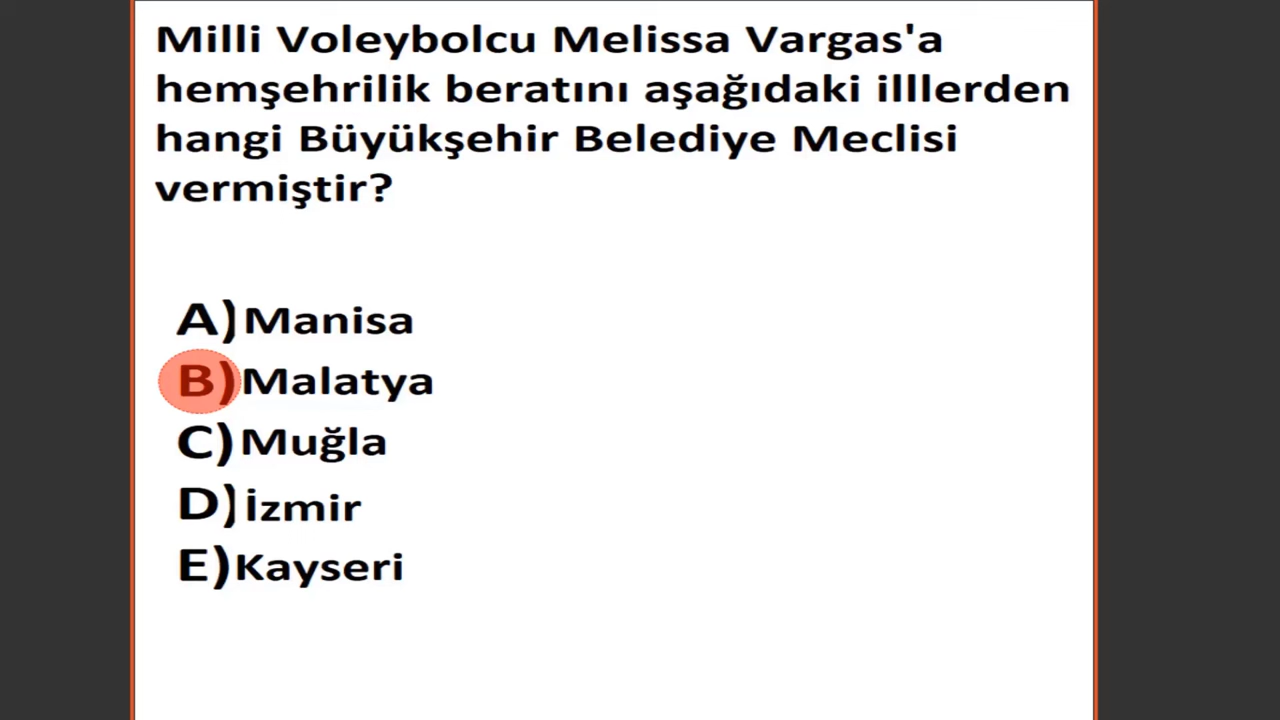 Milli Voleybolcu Melissa Vargas'a
hemşehrilik beratını aşağıdaki illlerden
hangi Büyükşehir Belediye Meclisi
vermiştir?
A)Manisa
B)Malatya
C)Muğla
D)İzmir
E)Kayseri